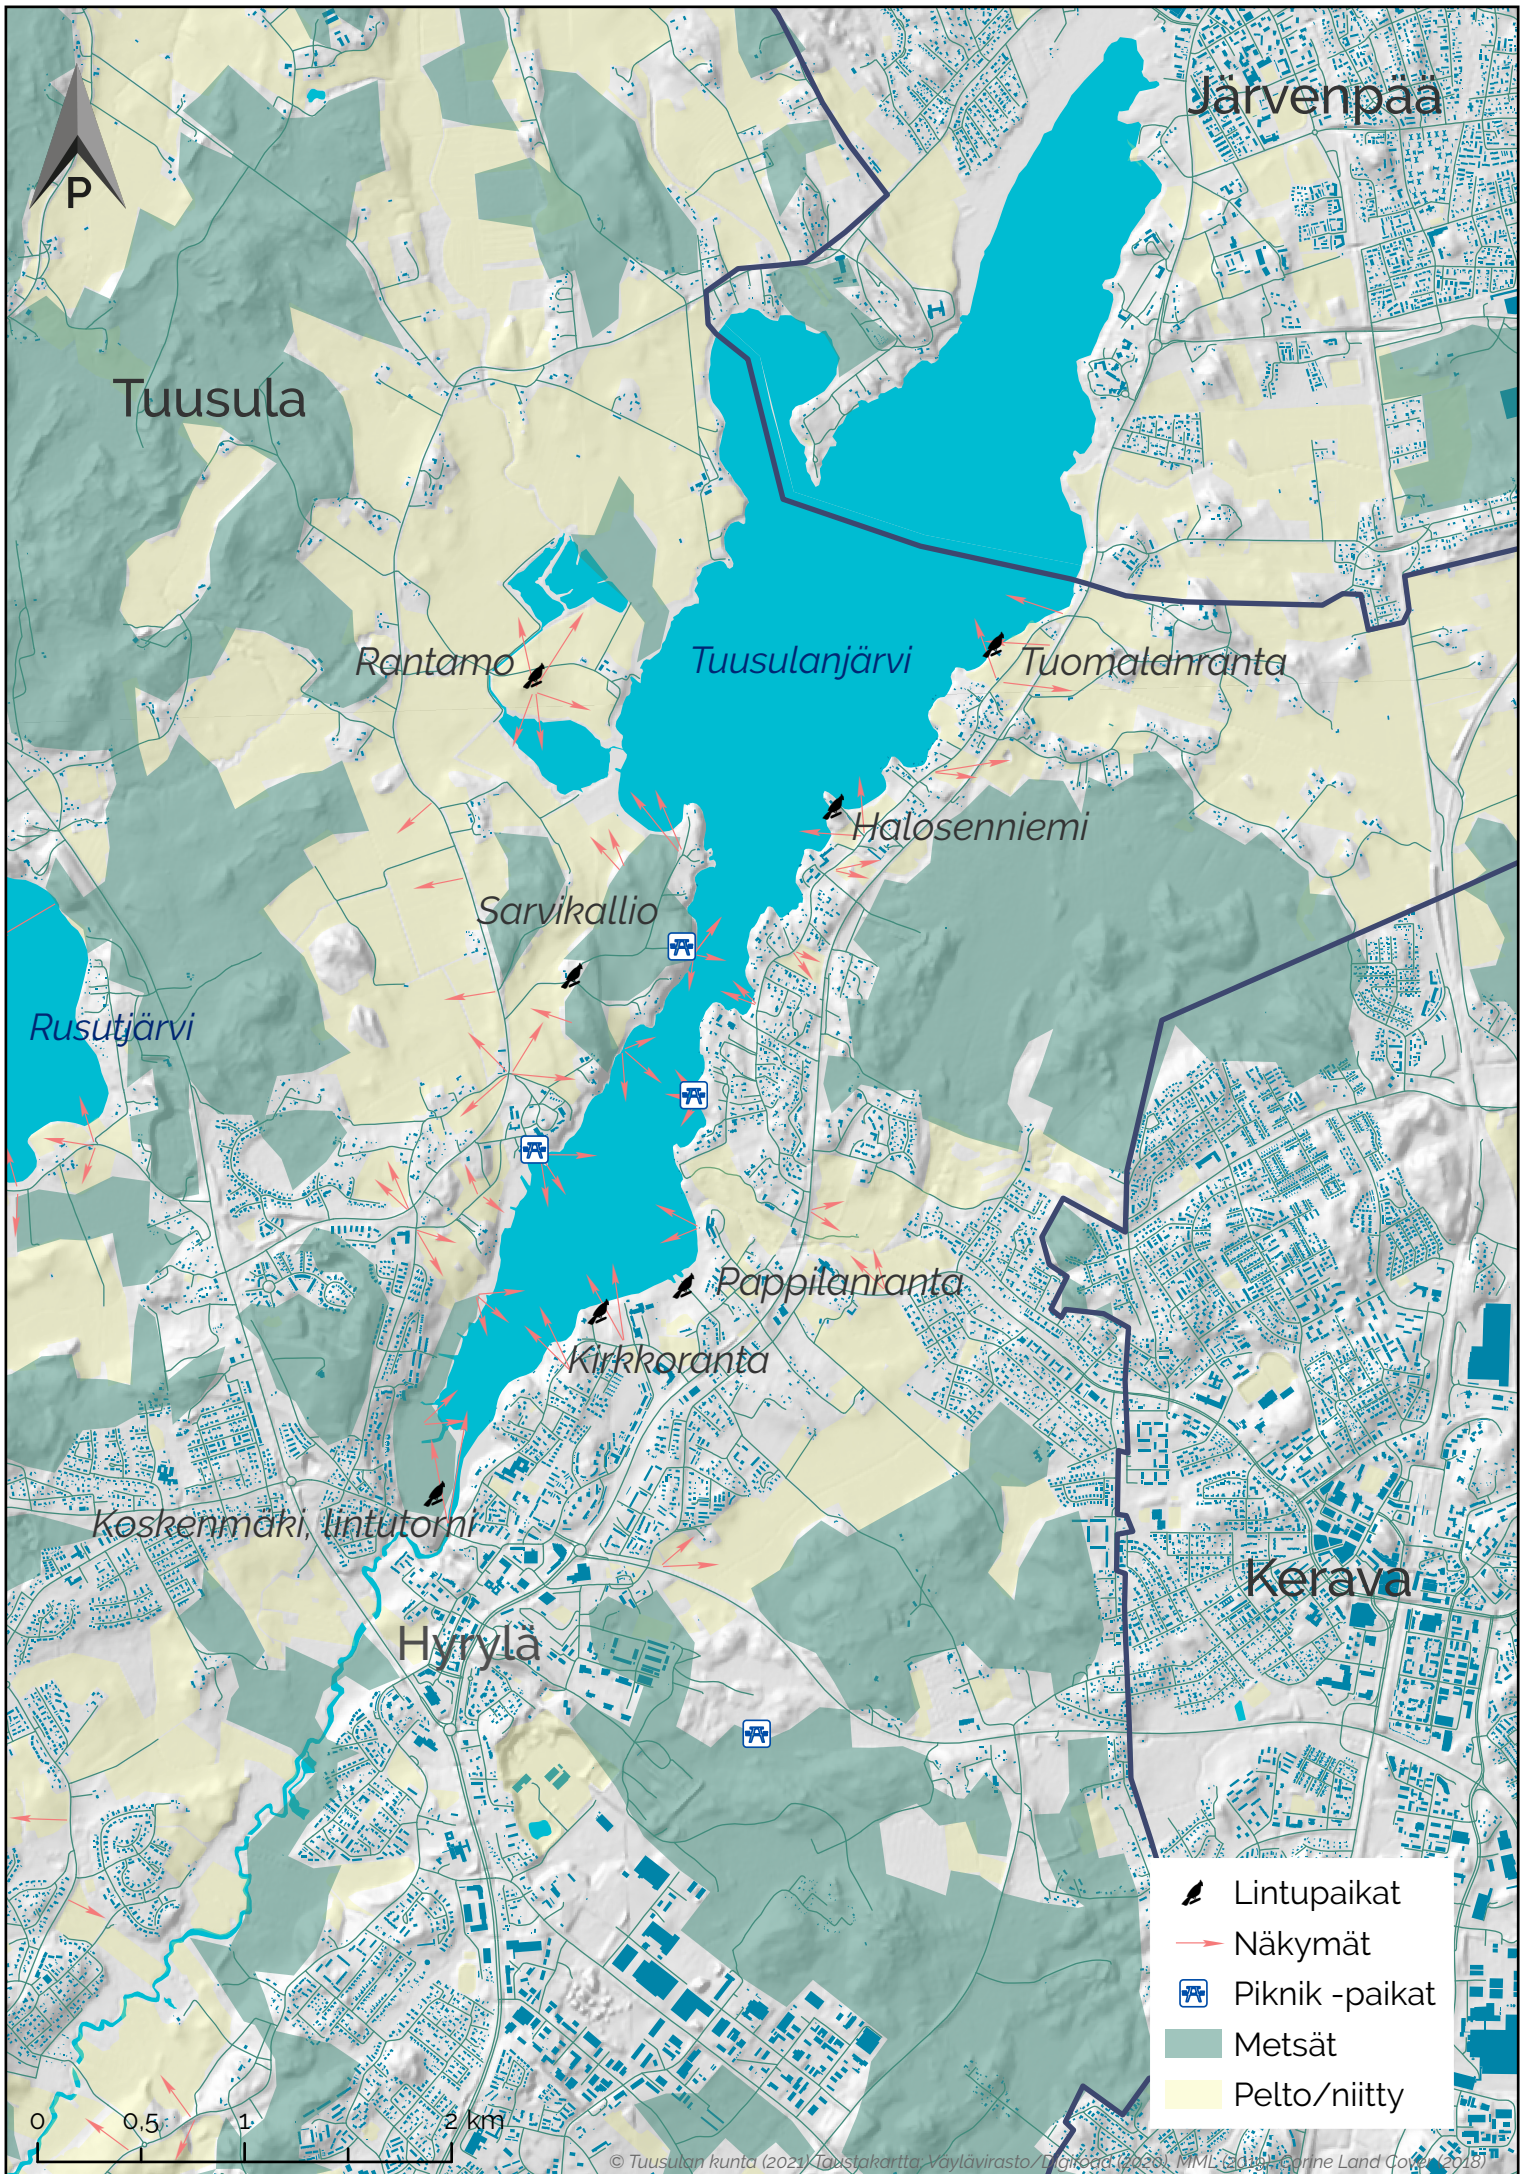 Järvenpää
P
Tuusula
Rantamo
Tuusulanjärvi
Tuomalanranta
Halosenniemi
Sarvikallio
Rusutjärvi
Pappilanranta
Kirkkoranta
Koskenmäki, lintutorni
Kerava
Hyrylä
Lintupaikat
Näkymät
Piknik -paikat
Metsät
Pelto/niitty
0 0,5 1 2 km
© Tuusulan kunta (2021) Taustakartta: Väylävirasto/Digiroad (2020), MML (2019), Corine Land Cover (2018)